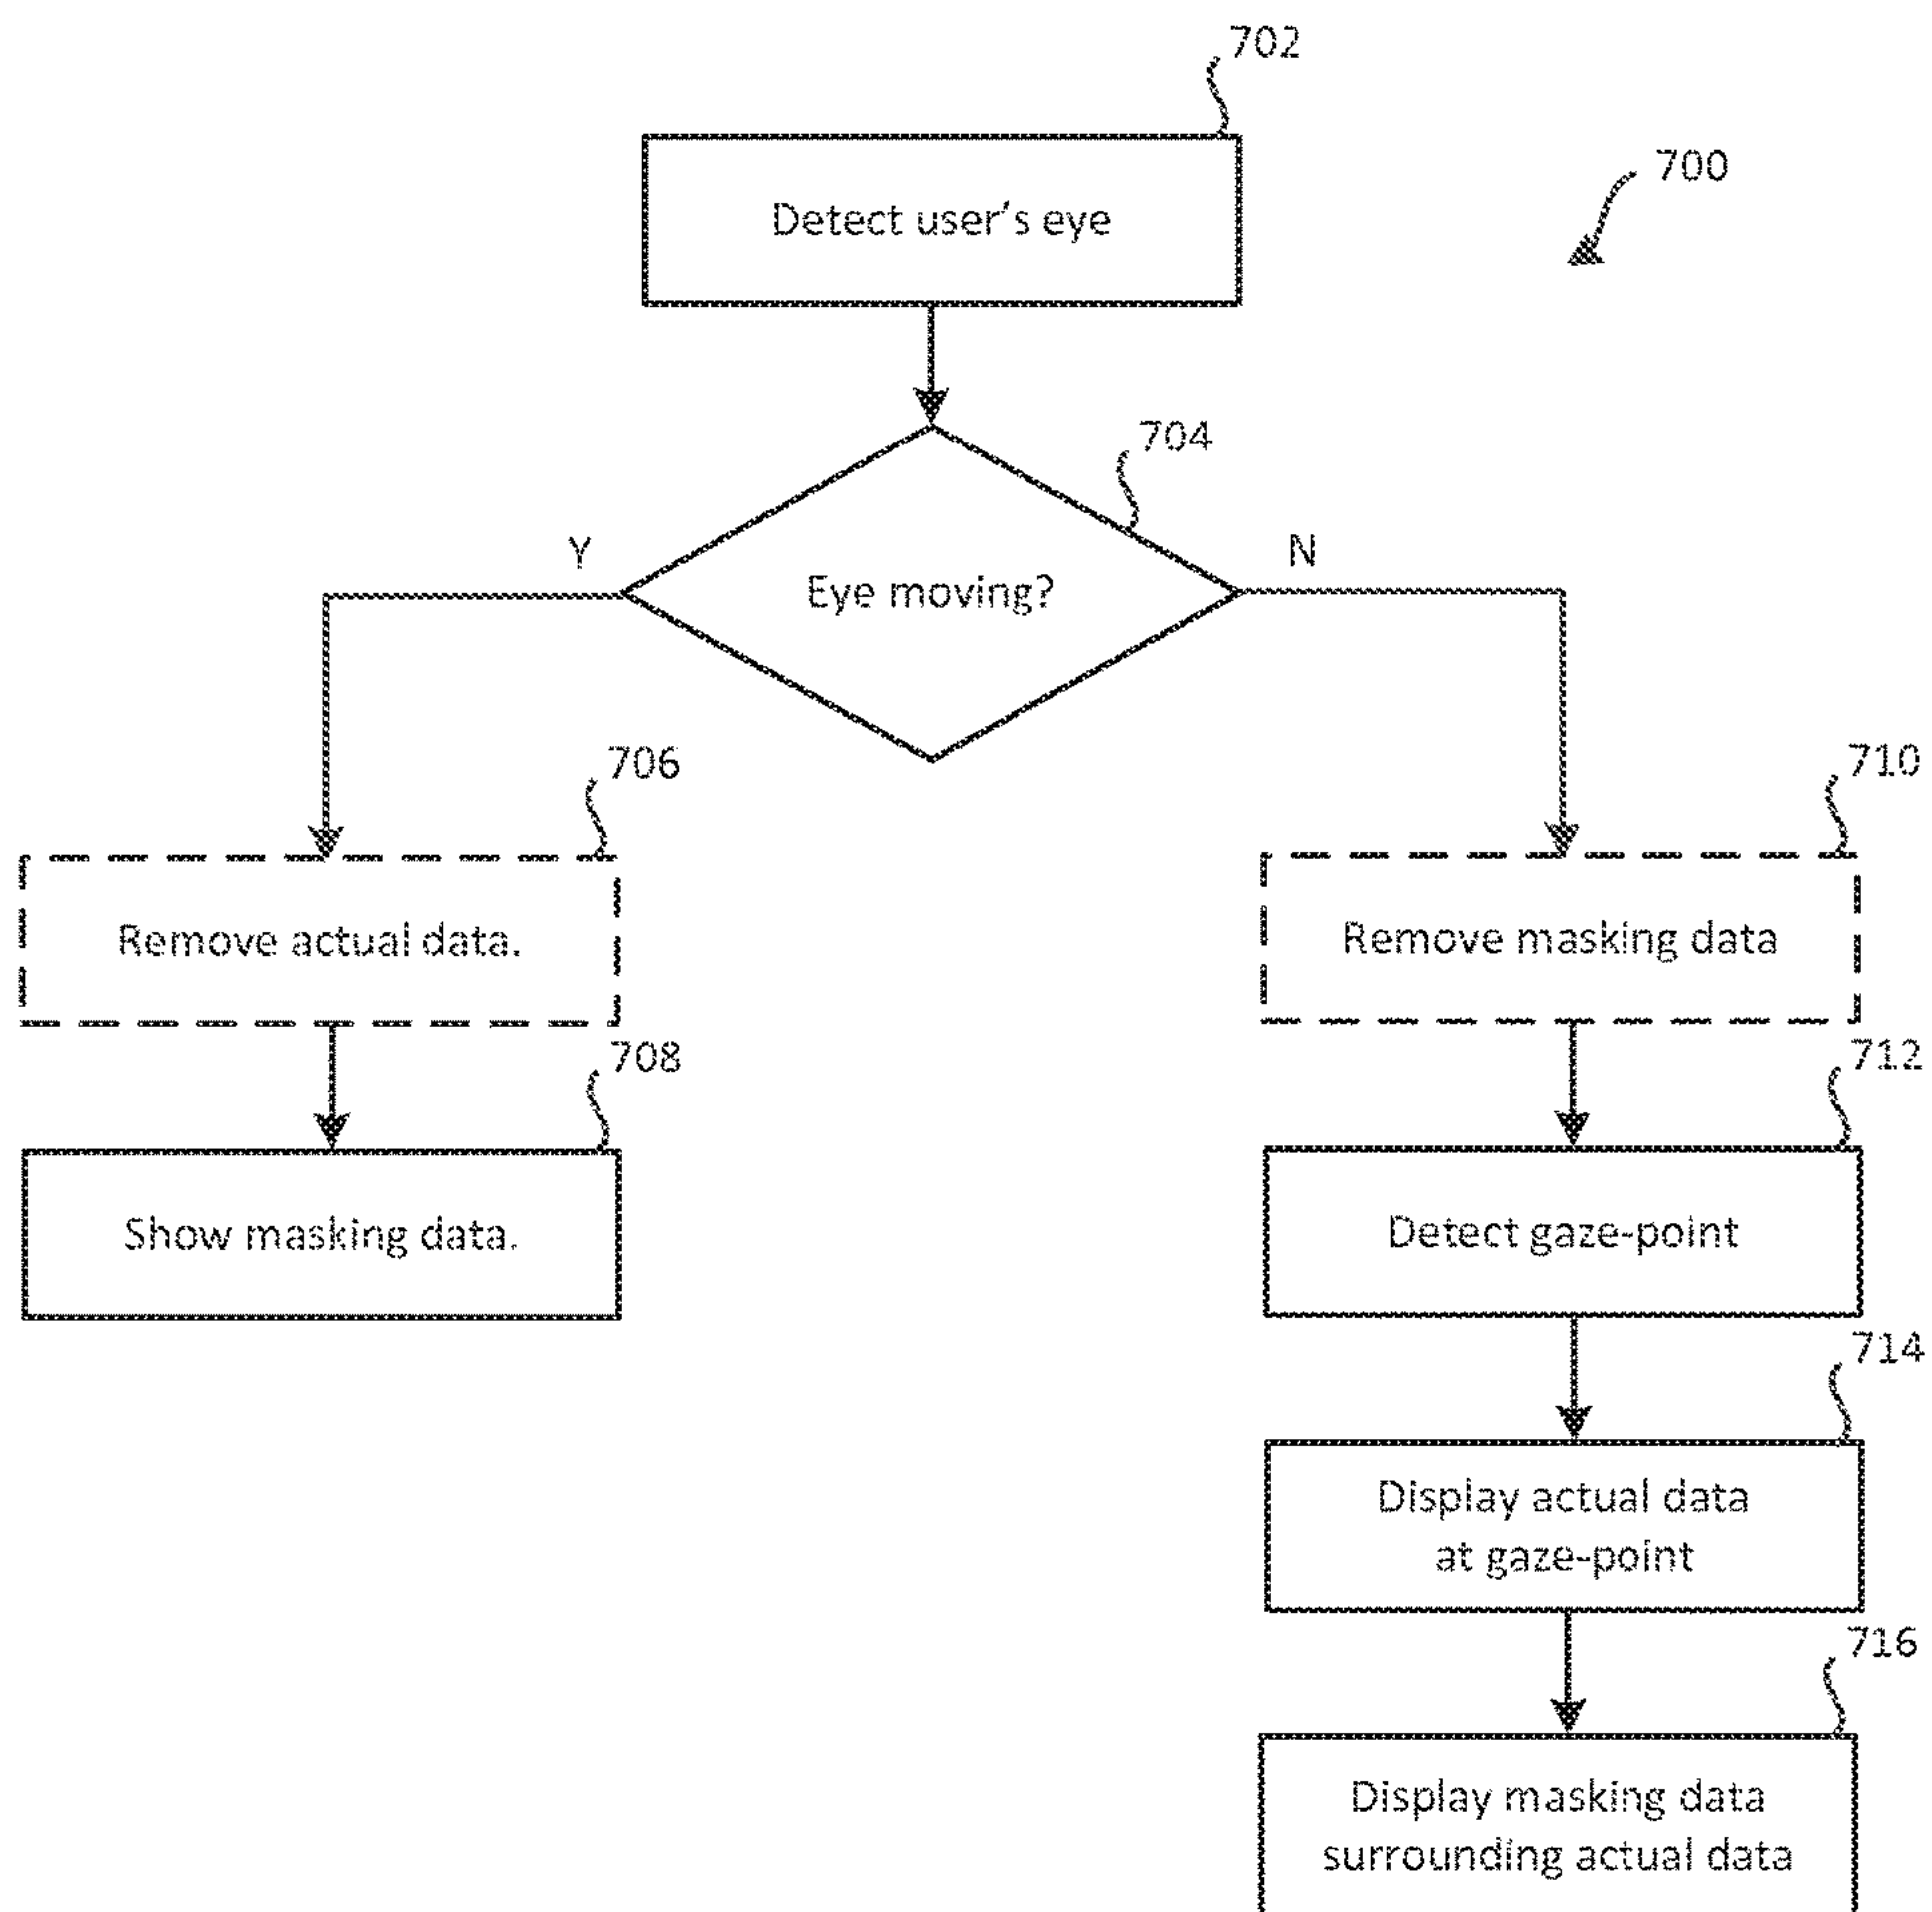 702
700
Detect user's eye
704
Y
N
Eye moving?
706
710
Remove actual data.
Remove masking data
708
712
Show masking data.
Detect gaze-point
714
Display actual data
at gaze-point
716
Display masking data
surrounding actual data